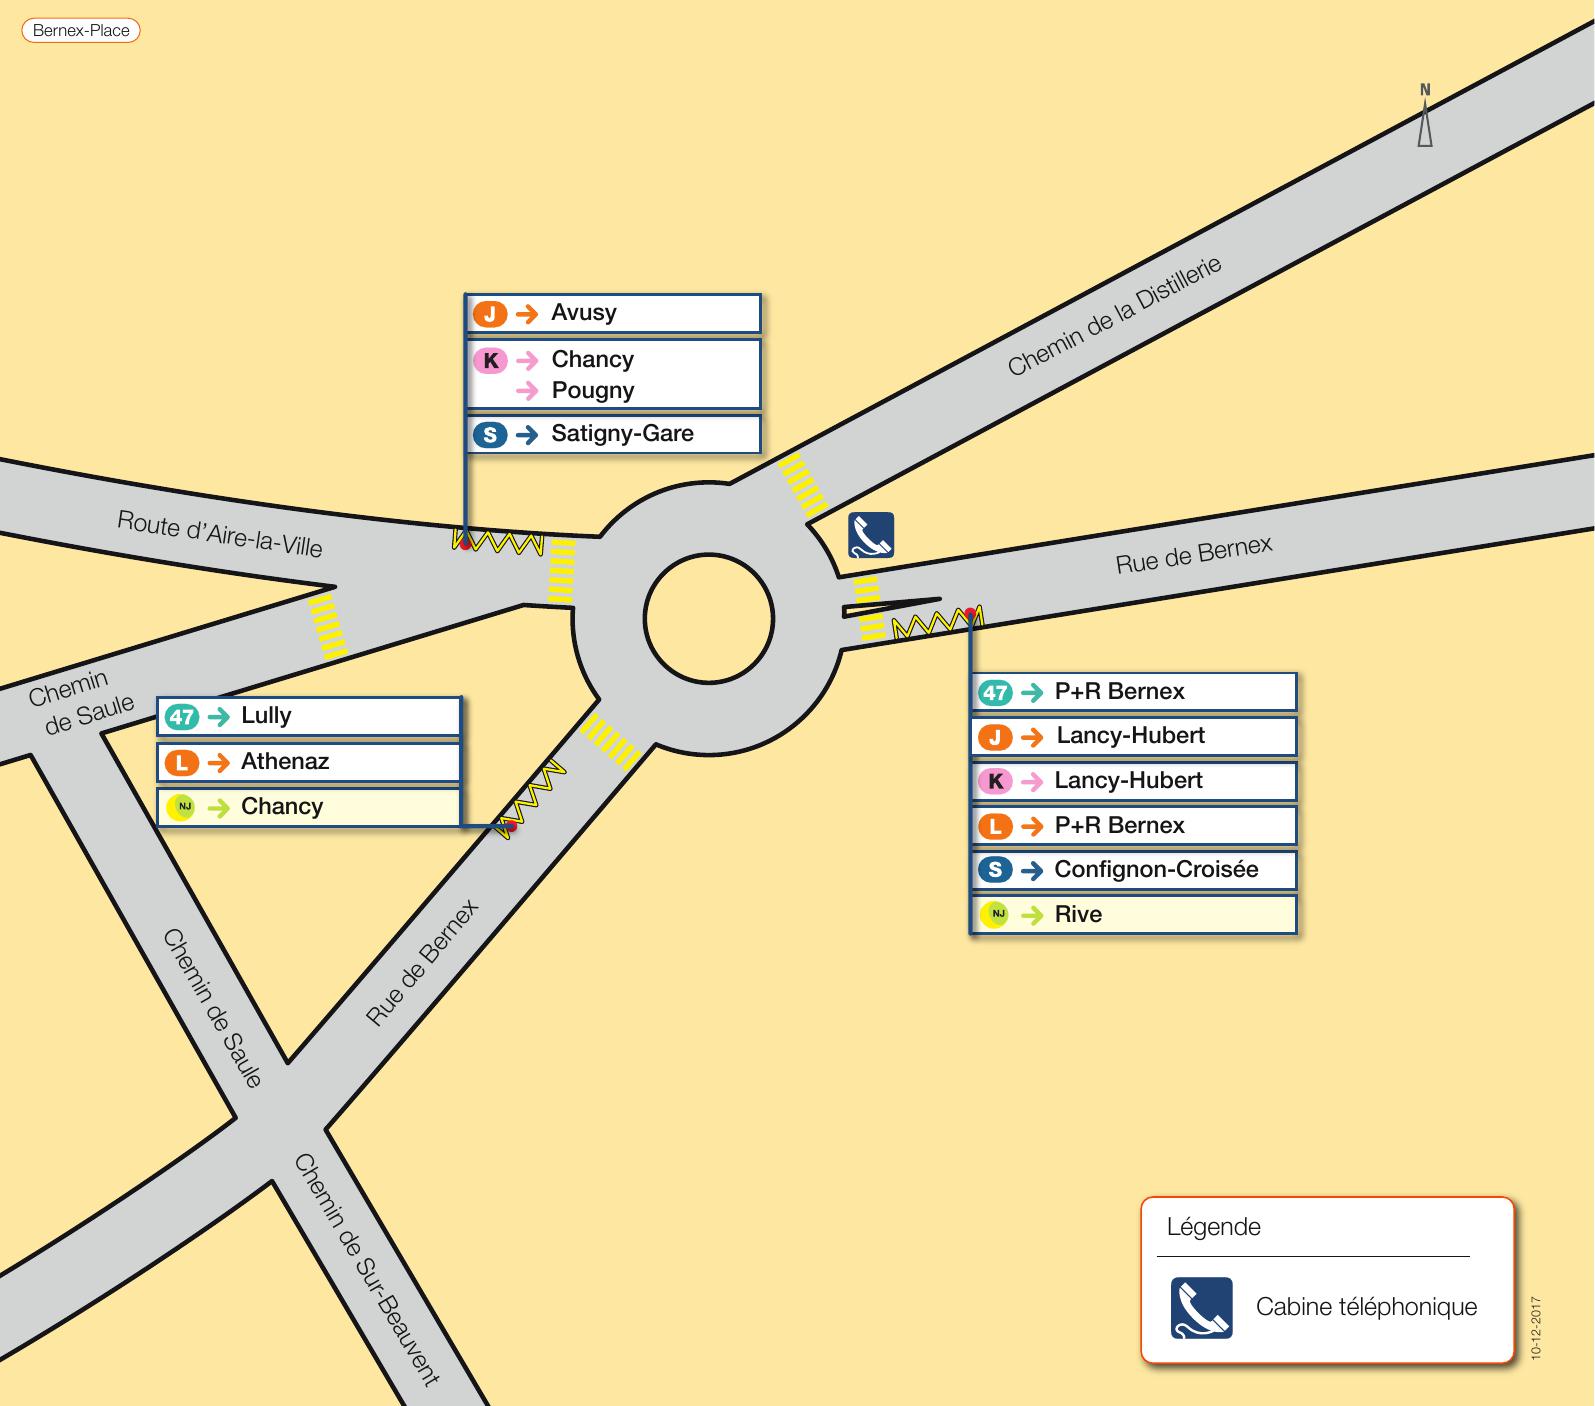 Bernex-Place
N
Chemin de la Distillerie
J Avusy
K Chancy
Pougny
S Satigny-Gare
Route d'Aire-la-Ville
Rue de Bernex
Chemin
de Saule
47 Lully
L Athenaz
NJ Chancy
47 P+R Bernex
J Lancy-Hubert
K Lancy-Hubert
L P+R Bernex
S Confignon-Croisée
NJ Rive
Chemin de Saule
Rue de Bernex
Chemin de Sur-Beauvent
Légende
Cabine téléphonique
10-12-2017